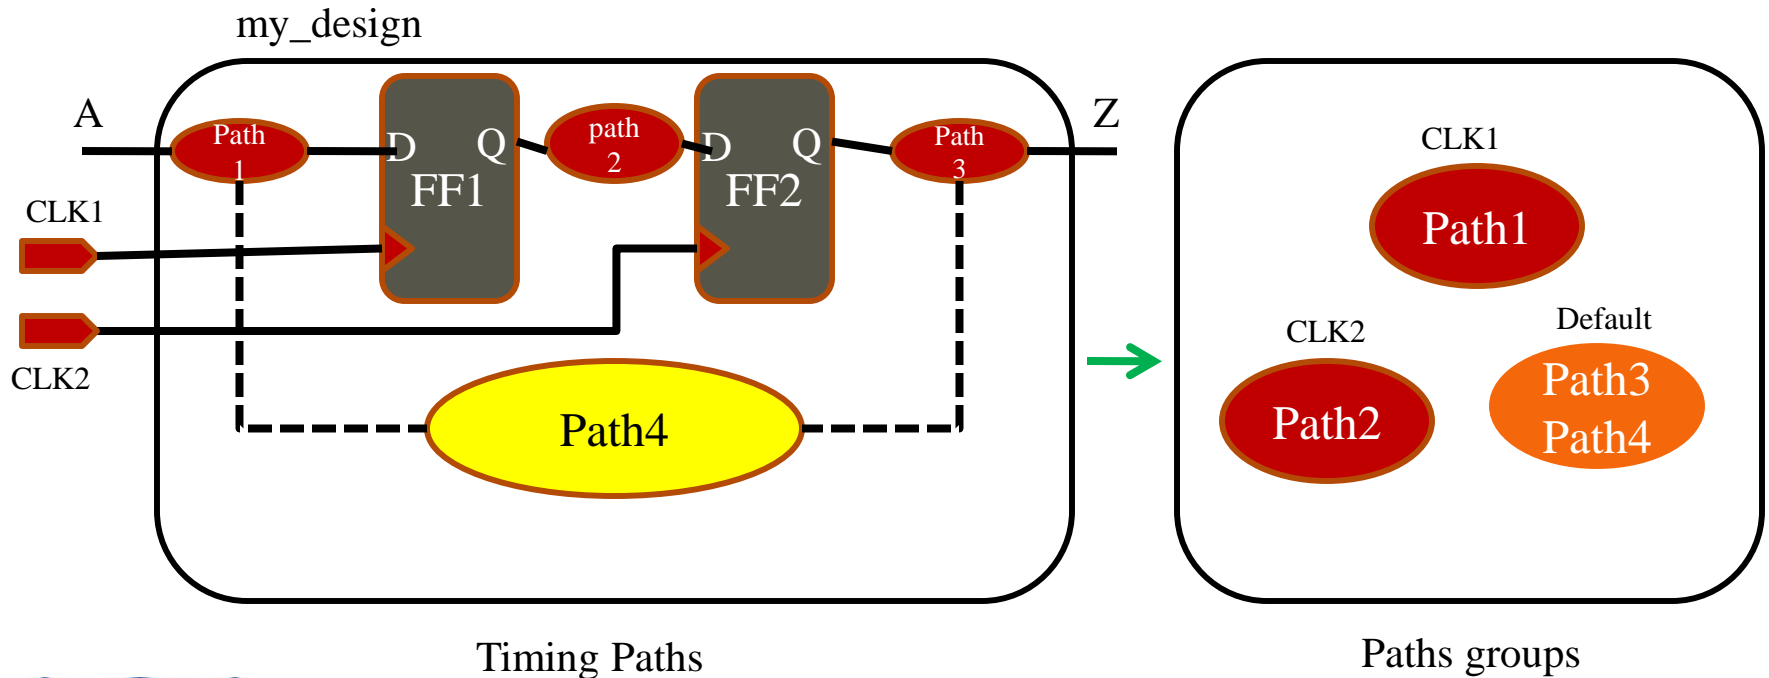 my_design
A
Path
1
D
Q
FF1
path
2
D
Q
FF2
Path
3
Z
CLK1
CLK2
Path4
Timing Paths
CLK1
Path1
CLK2
Path2
Default
Path3
Path4
Paths groups